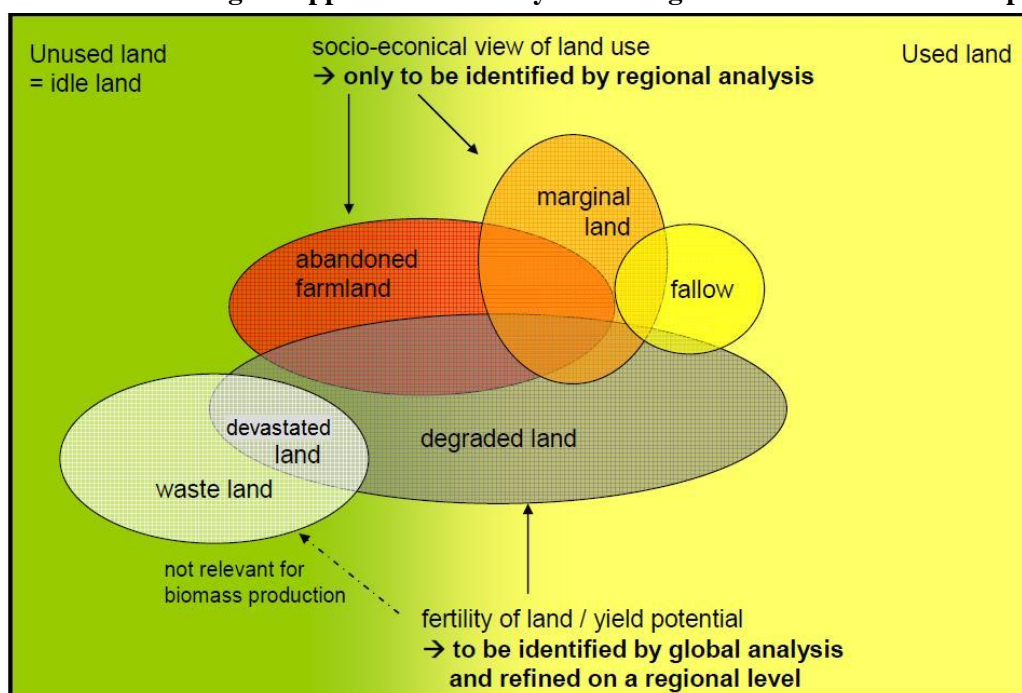 Unused land
= idle land
socio-econical view of land use
→ only to be identified by regional analysis
Used land
marginal
land
abandoned
farmland
fallow
devastated
land
degraded land
waste land
not relevant for
biomass production
fertility of land / yield potential
→ to be identified by global analysis
and refined on a regional level